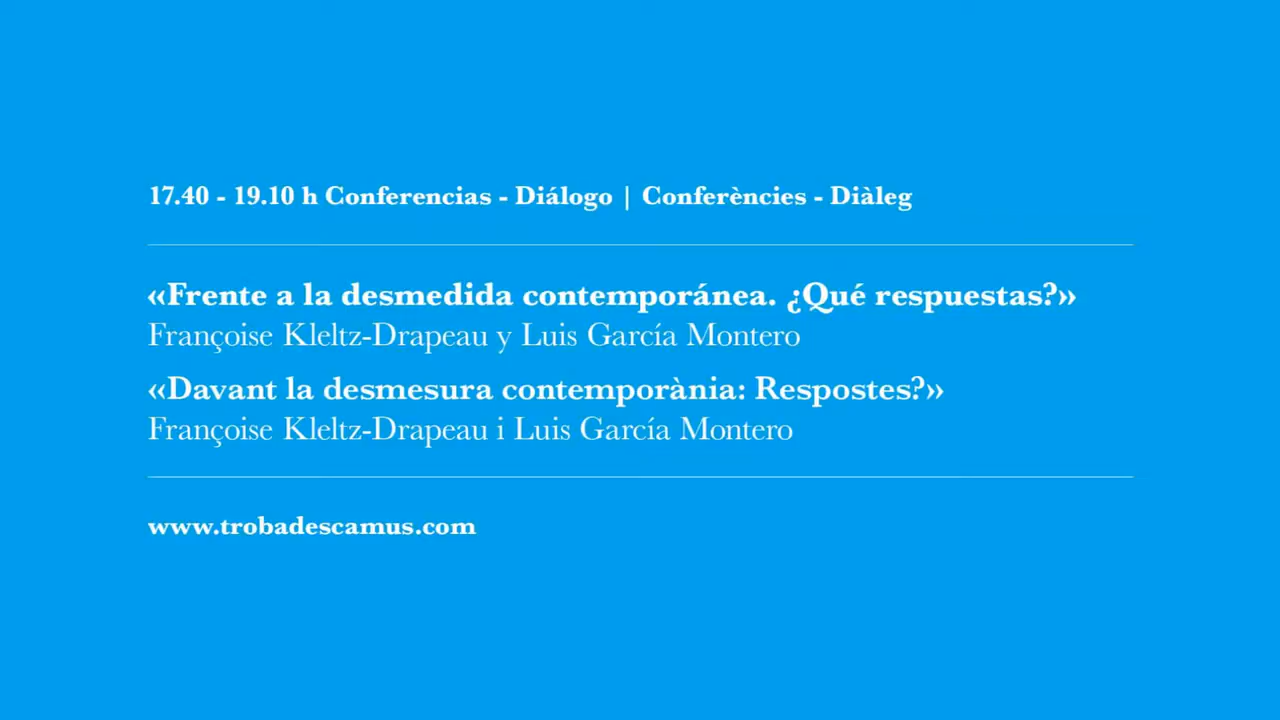 17.40 - 19.10 h Conferencias - Diálogo | Conferències - Diàleg
«Frente a la desmedida contemporánea. ¿Qué respuestas?»
Françoise Kleltz-Drapeau y Luis García Montero
«Davant la desmesura contemporània: Respostes?»
Françoise Kleltz-Drapeau i Luis García Montero
www.trobadescamus.com